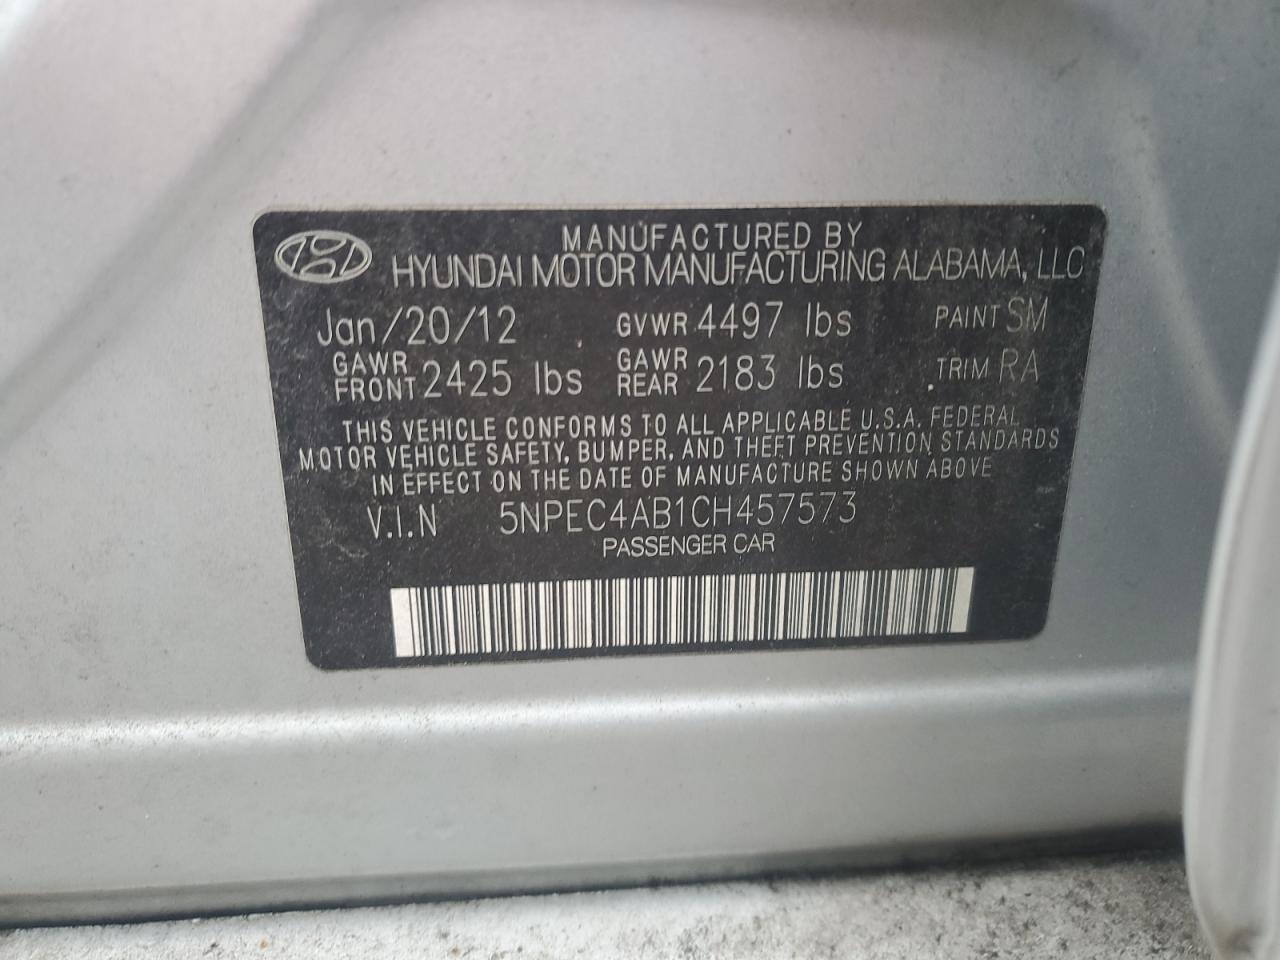 MANUFACTURED BY
HYUNDAI MOTOR MANUFACTURING ALABAMA, LLC
Jan/20/12 GVWR 4497 lbs PAINT SM
GAWR FRONT 2425 lbs GAWR REAR 2183 lbs TRIM RA
THIS VEHICLE CONFORMS TO ALL APPLICABLE U.S.A. FEDERAL
MOTOR VEHICLE SAFETY, BUMPER, AND THEFT PREVENTION STANDARDS
IN EFFECT ON THE DATE OF MANUFACTURE SHOWN ABOVE
V.I.N 5NPEC4AB1CH457573
PASSENGER CAR